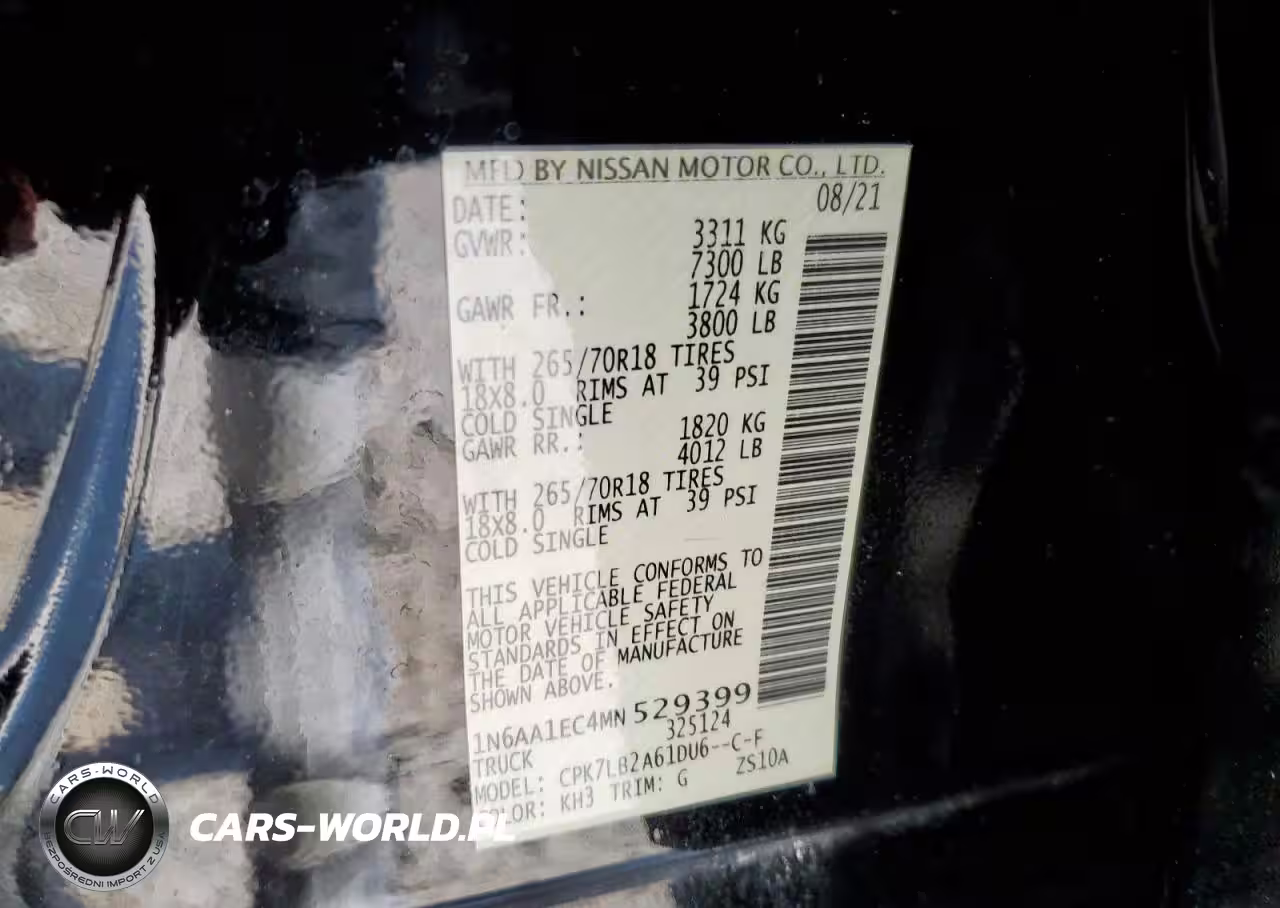 MFD BY NISSAN MOTOR CO., LTD.
DATE: 08/21
GVWR: 3311 KG
7300 LB
GAWR FR.: 1724 KG
3800 LB
WITH 265/70R18 TIRES
18X8.0 RIMS AT 39 PSI
COLD SINGLE
GAWR RR.: 1820 KG
4012 LB
WITH 265/70R18 TIRES
18X8.0 RIMS AT 39 PSI
COLD SINGLE
THIS VEHICLE CONFORMS TO
ALL APPLICABLE FEDERAL
MOTOR VEHICLE SAFETY
STANDARDS IN EFFECT ON
THE DATE OF MANUFACTURE
SHOWN ABOVE.
1N6AA1EC4MN529399
TRUCK 325124
MODEL: CPK7LB2A61DU6--C-F
COLOR: KH3 TRIM: G ZS10A
CARS-WORLD
CW
BEZPOŚREDNI IMPORT Z USA
CARS-WORLD.PL